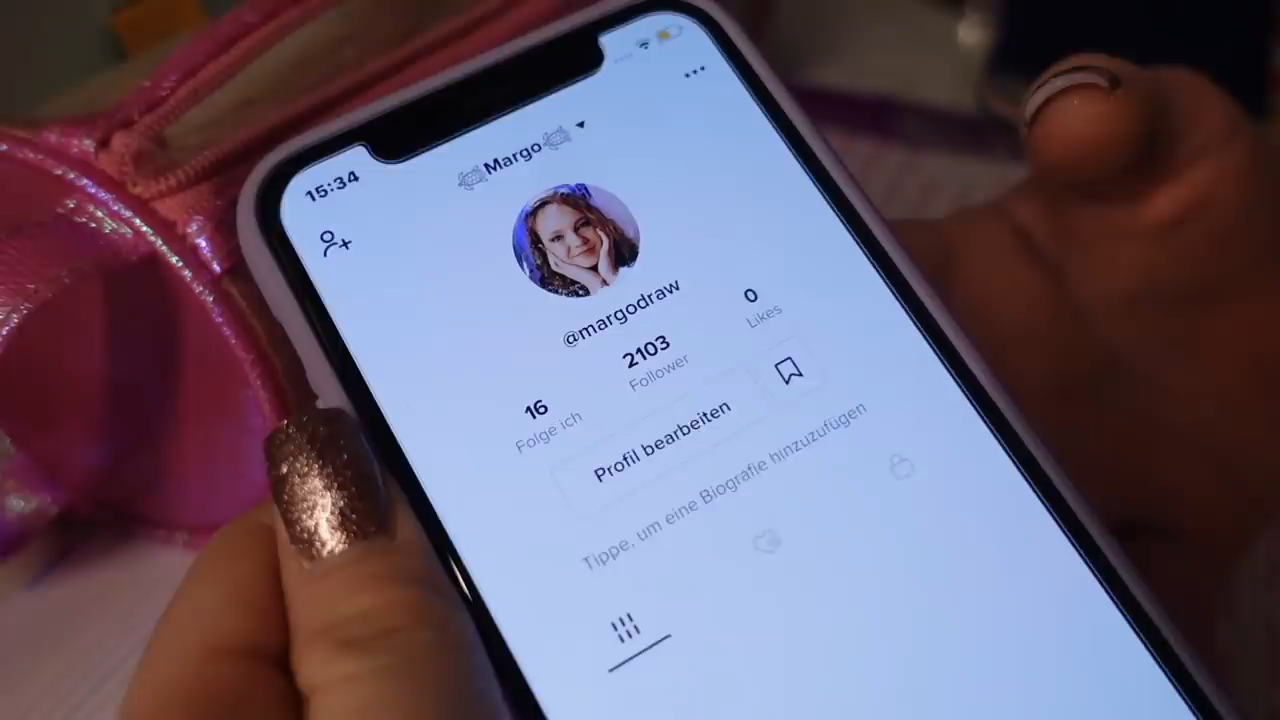 15:34
🐢Margo🐢
@margodraw
16
Folge ich
2103
Follower
0
Likes
Profil bearbeiten
Tippe, um eine Biografie hinzuzufügen